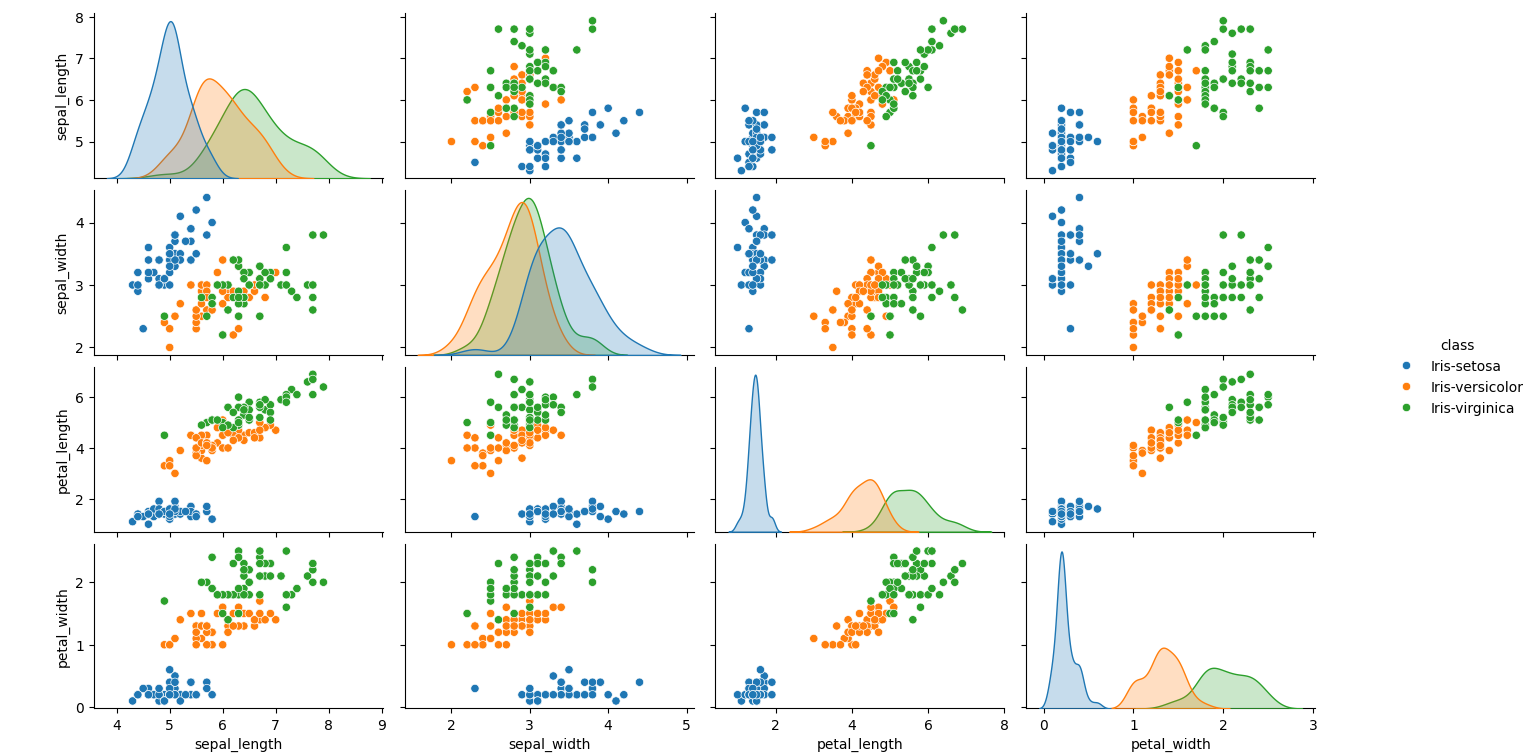 8
7
6
5
sepal_length
4
3
2
sepal_width
6
4
2
petal_length
2
1
0
petal_width
4 5 6 7 8 9
sepal_length
2 3 4 5
sepal_width
2 4 6 8
petal_length
0 1 2 3
petal_width
class
Iris-setosa
Iris-versicolor
Iris-virginica